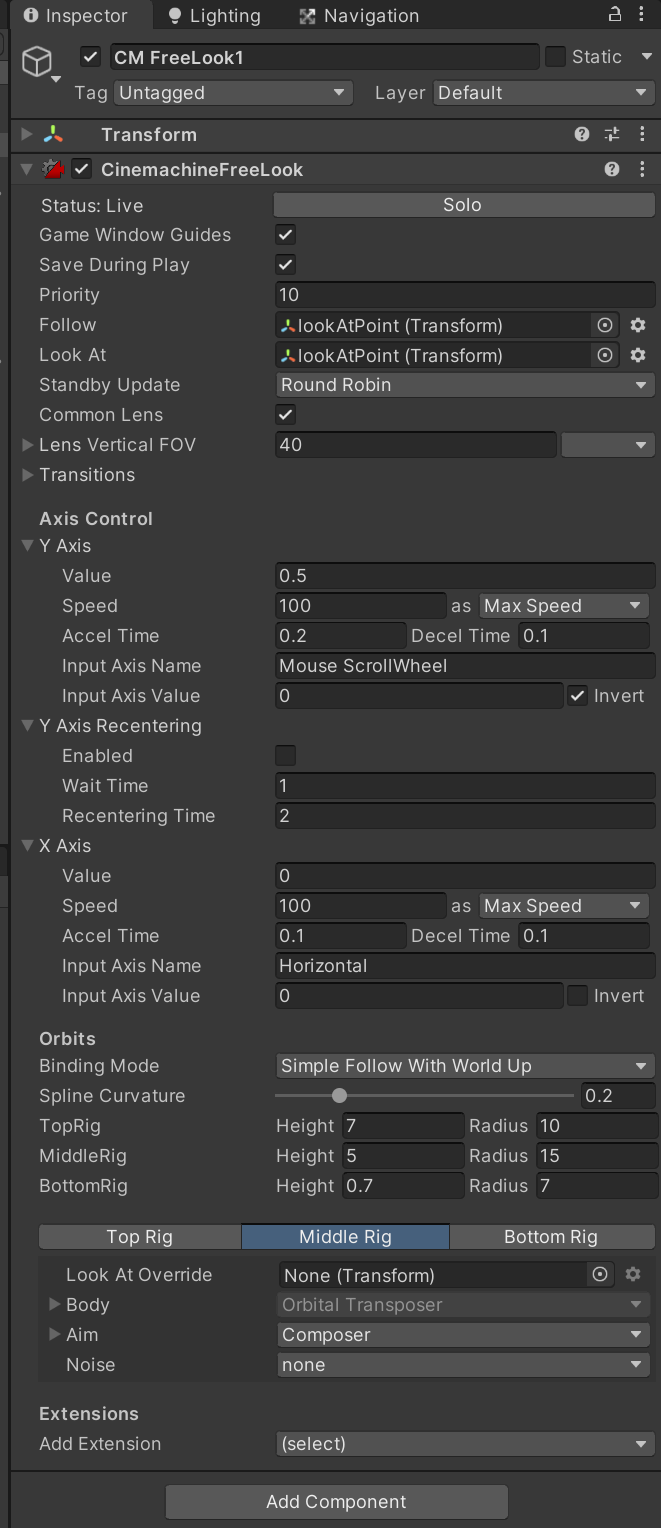 Inspector Lighting Navigation
CM FreeLook1 Static
Tag Untagged Layer Default
Transform
CinemachineFreeLook
Status: Live Solo
Game Window Guides
Save During Play
Priority 10
Follow lookAtPoint (Transform)
Look At lookAtPoint (Transform)
Standby Update Round Robin
Common Lens
Lens Vertical FOV 40
Transitions
Axis Control
Y Axis
Value 0.5
Speed 100 as Max Speed
Accel Time 0.2 Decel Time 0.1
Input Axis Name Mouse ScrollWheel
Input Axis Value 0 Invert
Y Axis Recentering
Enabled
Wait Time 1
Recentering Time 2
X Axis
Value 0
Speed 100 as Max Speed
Accel Time 0.1 Decel Time 0.1
Input Axis Name Horizontal
Input Axis Value 0 Invert
Orbits
Binding Mode Simple Follow With World Up
Spline Curvature 0.2
TopRig Height 7 Radius 10
MiddleRig Height 5 Radius 15
BottomRig Height 0.7 Radius 7
Top Rig Middle Rig Bottom Rig
Look At Override None (Transform)
Body Orbital Transposer
Aim Composer
Noise none
Extensions
Add Extension (select)
Add Component